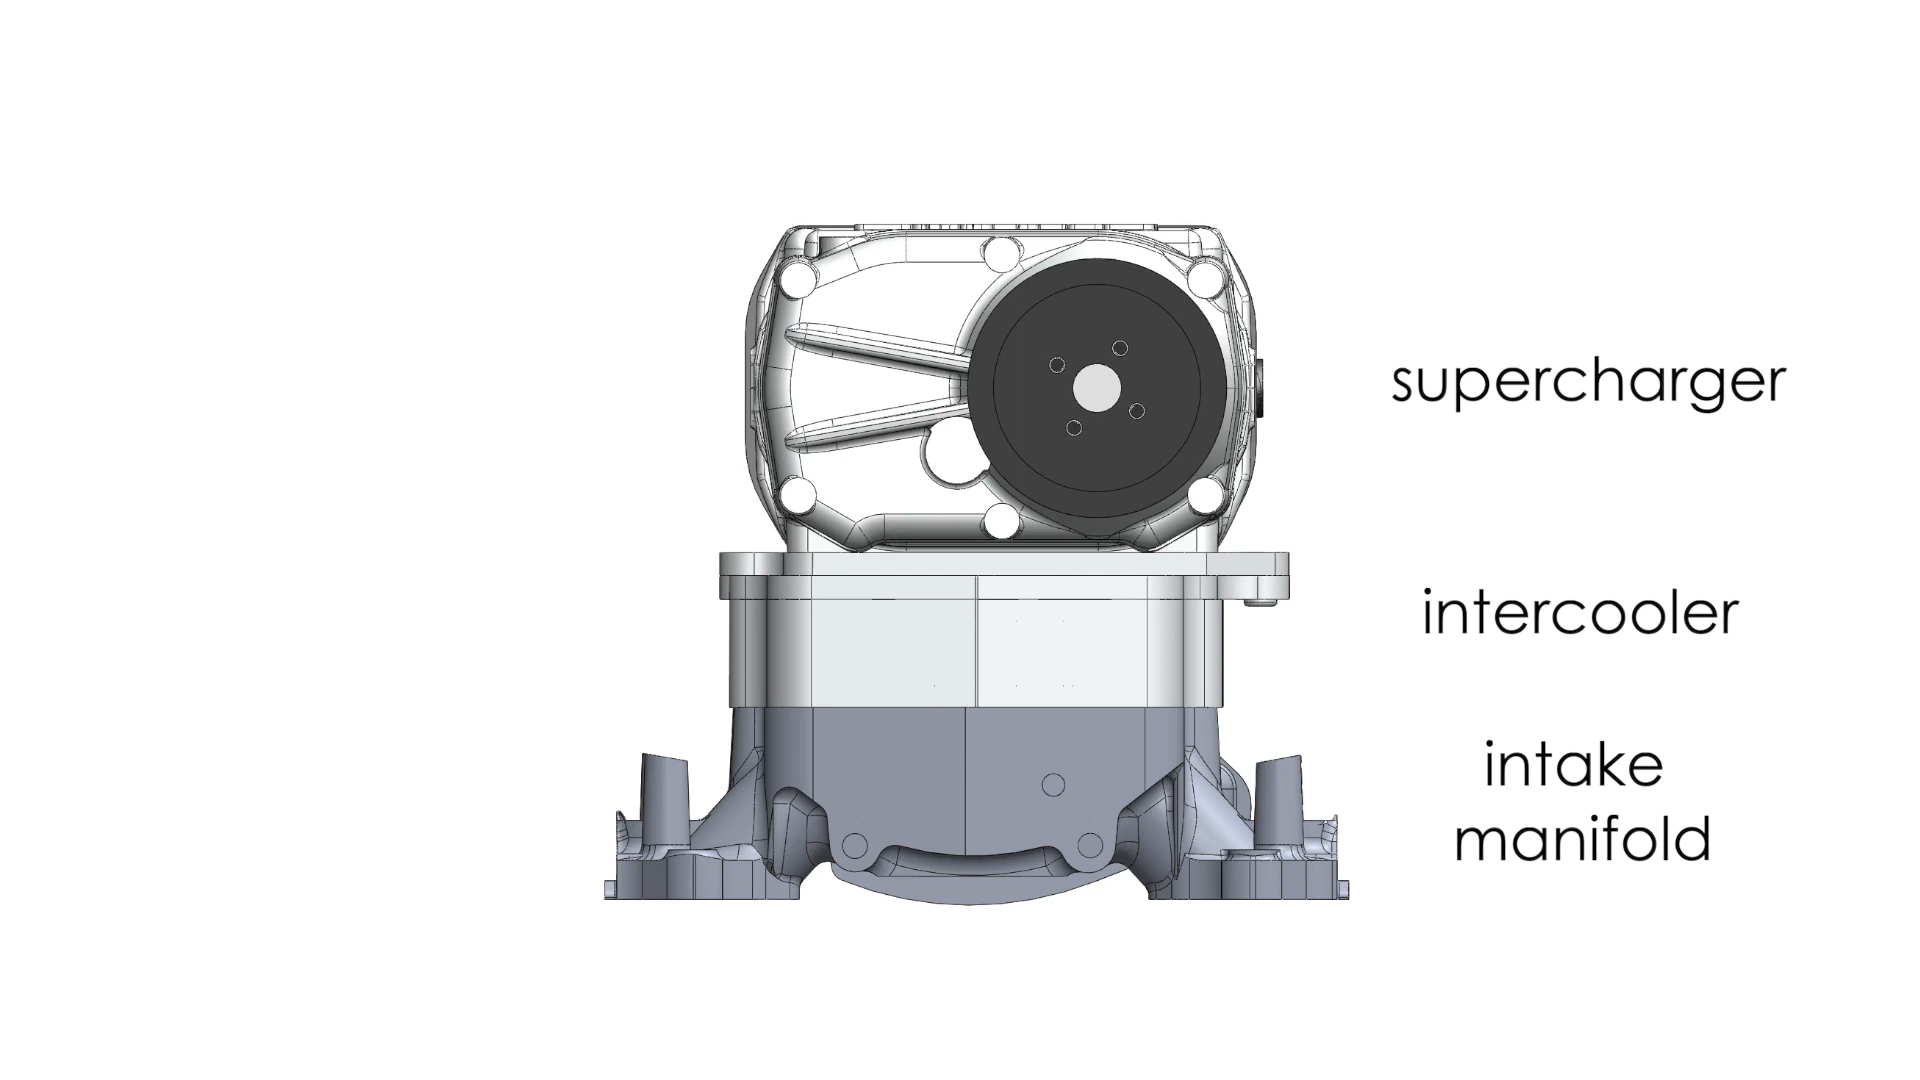 supercharger
intercooler
intake
manifold